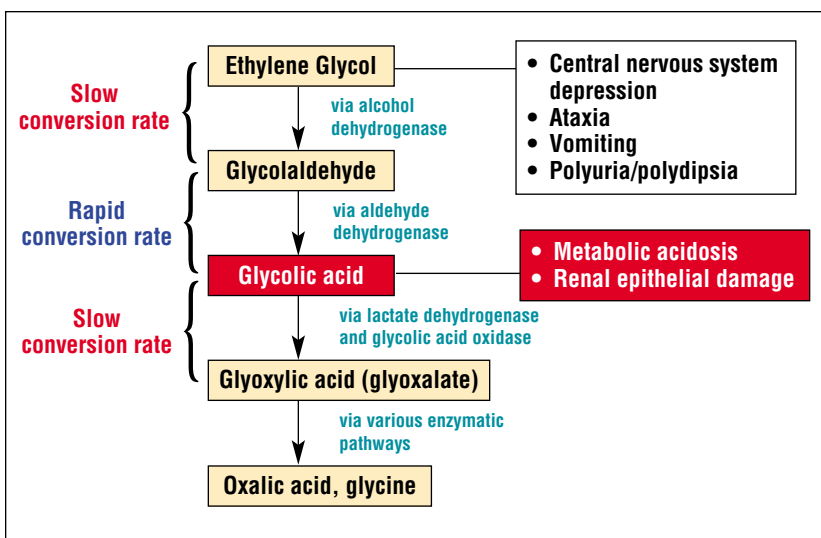 Ethylene Glycol
• Central nervous system
depression
• Ataxia
• Vomiting
• Polyuria/polydipsia
Slow
conversion rate
via alcohol
dehydrogenase
Glycolaldehyde
Rapid
conversion rate
via aldehyde
dehydrogenase
Glycolic acid
• Metabolic acidosis
• Renal epithelial damage
Slow
conversion rate
via lactate dehydrogenase
and glycolic acid oxidase
Glyoxylic acid (glyoxalate)
via various enzymatic
pathways
Oxalic acid, glycine